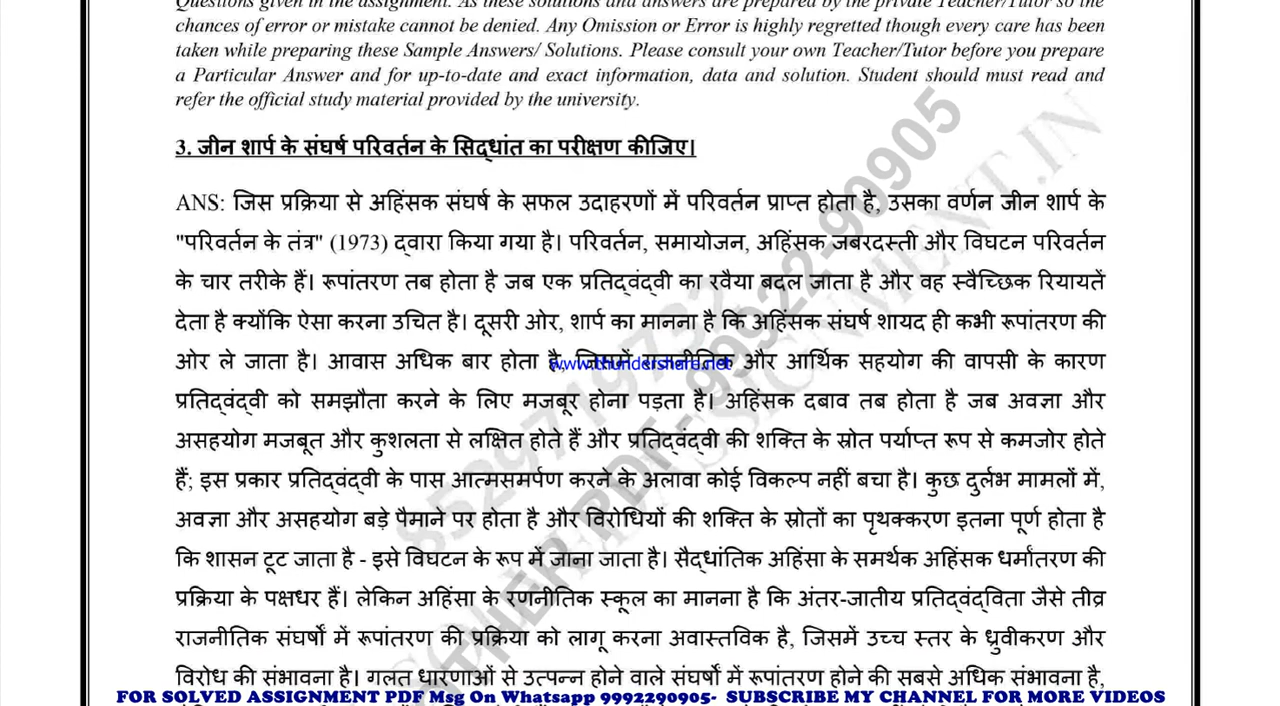 Questions given in the assignment. As these solutions and answers are prepared by the private Teacher/Tutor so the
chances of error or mistake cannot be denied. Any Omission or Error is highly regretted though every care has been
taken while preparing these Sample Answers/ Solutions. Please consult your own Teacher/Tutor before you prepare
a Particular Answer and for up-to-date and exact information, data and solution. Student should must read and
refer the official study material provided by the university.
3. जीन शार्प के संघर्ष परिवर्तन के सिद्धांत का परीक्षण कीजिए।
ANS: जिस प्रक्रिया से अहिंसक संघर्ष के सफल उदाहरणों में परिवर्तन प्राप्त होता है, उसका वर्णन जीन शार्प के
"परिवर्तन के तंत्र" (1973) द्वारा किया गया है। परिवर्तन, समायोजन, अहिंसक जबरदस्ती और विघटन परिवर्तन
के चार तरीके हैं। रूपांतरण तब होता है जब एक प्रतिद्वंद्वी का रवैया बदल जाता है और वह स्वैच्छिक रियायतें
देता है क्योंकि ऐसा करना उचित है। दूसरी ओर, शार्प का मानना है कि अहिंसक संघर्ष शायद ही कभी रूपांतरण की
ओर ले जाता है। आवास अधिक बार होता है, जिसमें राजनीतिक और आर्थिक सहयोग की वापसी के कारण
www.thundershare.net
प्रतिद्वंद्वी को समझौता करने के लिए मजबूर होना पड़ता है। अहिंसक दबाव तब होता है जब अवज्ञा और
असहयोग मजबूत और कुशलता से लक्षित होते हैं और प्रतिद्वंद्वी की शक्ति के स्रोत पर्याप्त रूप से कमजोर होते
हैं; इस प्रकार प्रतिद्वंद्वी के पास आत्मसमर्पण करने के अलावा कोई विकल्प नहीं बचा है। कुछ दुर्लभ मामलों में,
अवज्ञा और असहयोग बड़े पैमाने पर होता है और विरोधियों की शक्ति के स्रोतों का पृथक्करण इतना पूर्ण होता है
कि शासन टूट जाता है - इसे विघटन के रूप में जाना जाता है। सैद्धांतिक अहिंसा के समर्थक अहिंसक धर्मांतरण की
प्रक्रिया के पक्षधर हैं। लेकिन अहिंसा के रणनीतिक स्कूल का मानना है कि अंतर-जातीय प्रतिद्वंद्विता जैसे तीव्र
राजनीतिक संघर्षों में रूपांतरण की प्रक्रिया को लागू करना अवास्तविक है, जिसमें उच्च स्तर के ध्रुवीकरण और
विरोध की संभावना है। गलत धारणाओं से उत्पन्न होने वाले संघर्षों में रूपांतरण होने की सबसे अधिक संभावना है,
FOR SOLVED ASSIGNMENT PDF Msg On Whatsapp 9992290905- SUBSCRIBE MY CHANNEL FOR MORE VIDEOS